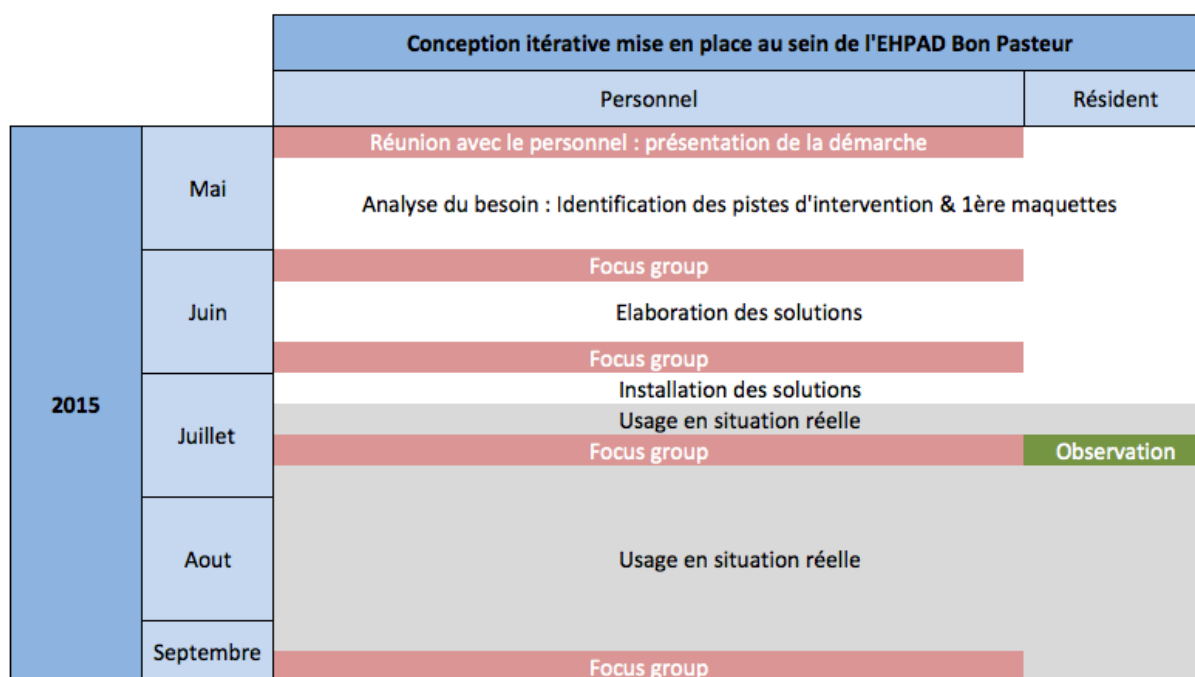 Conception itérative mise en place au sein de l'EHPAD Bon Pasteur
Personnel
Résident
2015
Mai
Réunion avec le personnel : présentation de la démarche
Analyse du besoin : Identification des pistes d'intervention & 1ère maquettes
Juin
Focus group
Elaboration des solutions
Focus group
Juillet
Installation des solutions
Usage en situation réelle
Focus group
Observation
Aout
Usage en situation réelle
Septembre
Focus group